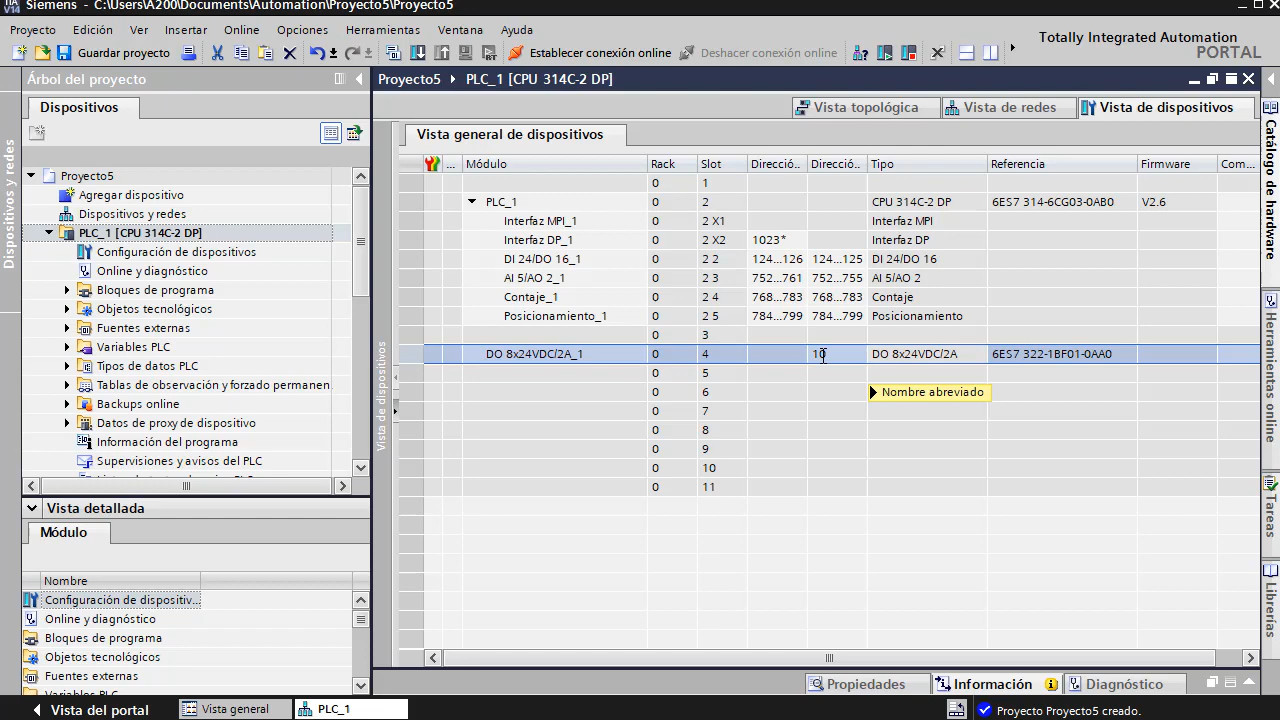 V14
Siemens - C:\Users\A200\Documents\Automation\Proyecto5\Proyecto5
Proyecto Edición Ver Insertar Online Opciones Herramientas Ventana Ayuda
Guardar proyecto Establecer conexión online Deshacer conexión online
Totally Integrated Automation
PORTAL
Árbol del proyecto
Dispositivos
Dispositivos y redes
Proyecto5
Agregar dispositivo
Dispositivos y redes
PLC_1 [CPU 314C-2 DP]
Configuración de dispositivos
Online y diagnóstico
Bloques de programa
Objetos tecnológicos
Fuentes externas
Variables PLC
Tipos de datos PLC
Tablas de observación y forzado permanen.
Backups online
Datos de proxy de dispositivo
Información del programa
Supervisiones y avisos del PLC
Vista detallada
Módulo
Nombre
Configuración de dispositiv...
Online y diagnóstico
Bloques de programa
Objetos tecnológicos
Fuentes externas
Variables PLC
Proyecto5 PLC_1 [CPU 314C-2 DP]
Vista topológica Vista de redes Vista de dispositivos
Vista general de dispositivos
Vista de dispositivos
... Módulo Rack Slot Direcció.. Direcció.. Tipo Referencia Firmware Com...
0 1
PLC_1 0 2 CPU 314C-2 DP 6ES7 314-6CG03-0AB0 V2.6
Interfaz MPI_1 0 2 X1 Interfaz MPI
Interfaz DP_1 0 2 X2 1023* Interfaz DP
DI 24/DO 16_1 0 2 2 124...126 124...125 DI 24/DO 16
AI 5/AO 2_1 0 2 3 752...761 752...755 AI 5/AO 2
Contaje_1 0 2 4 768...783 768...783 Contaje
Posicionamiento_1 0 2 5 784...799 784...799 Posicionamiento
0 3
DO 8x24VDC/2A_1 0 4 10 DO 8x24VDC/2A 6ES7 322-1BF01-0AA0
0 5
0 6
Nombre abreviado
0 7
0 8
0 9
0 10
0 11
Propiedades Información Diagnóstico
Catálogo de hardware
Herramientas online
Tareas
Librerías
Vista del portal Vista general PLC_1 Proyecto Proyecto5 creado.